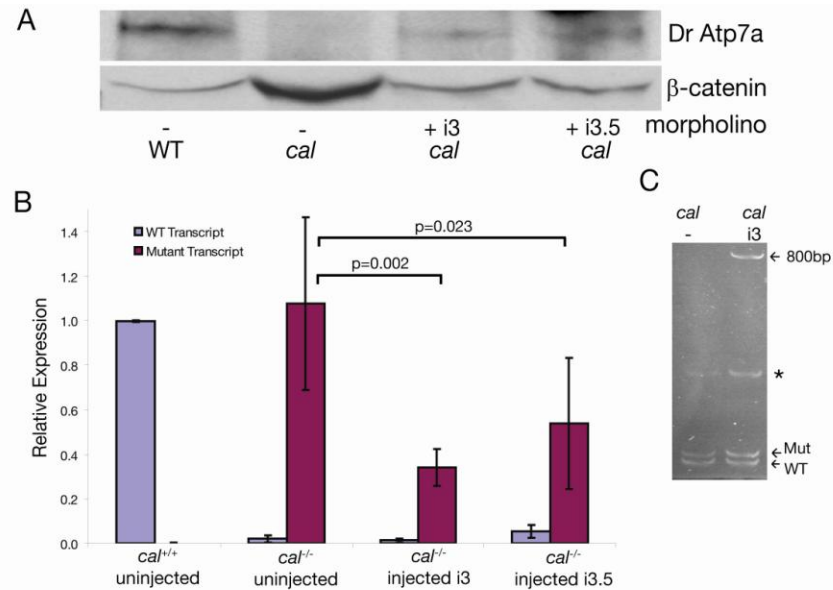 A
Dr Atp7a
β-catenin
- - + i3 + i3.5 morpholino
WT cal cal cal
B
WT Transcript
Mutant Transcript
Relative Expression
1.4
1.2
1.0
0.8
0.6
0.4
0.2
0.0
p=0.023
p=0.002
cal+/+ uninjected
cal-/- uninjected
cal-/- injected i3
cal-/- injected i3.5
C
cal cal
- i3
← 800bp
*
← Mut
← WT